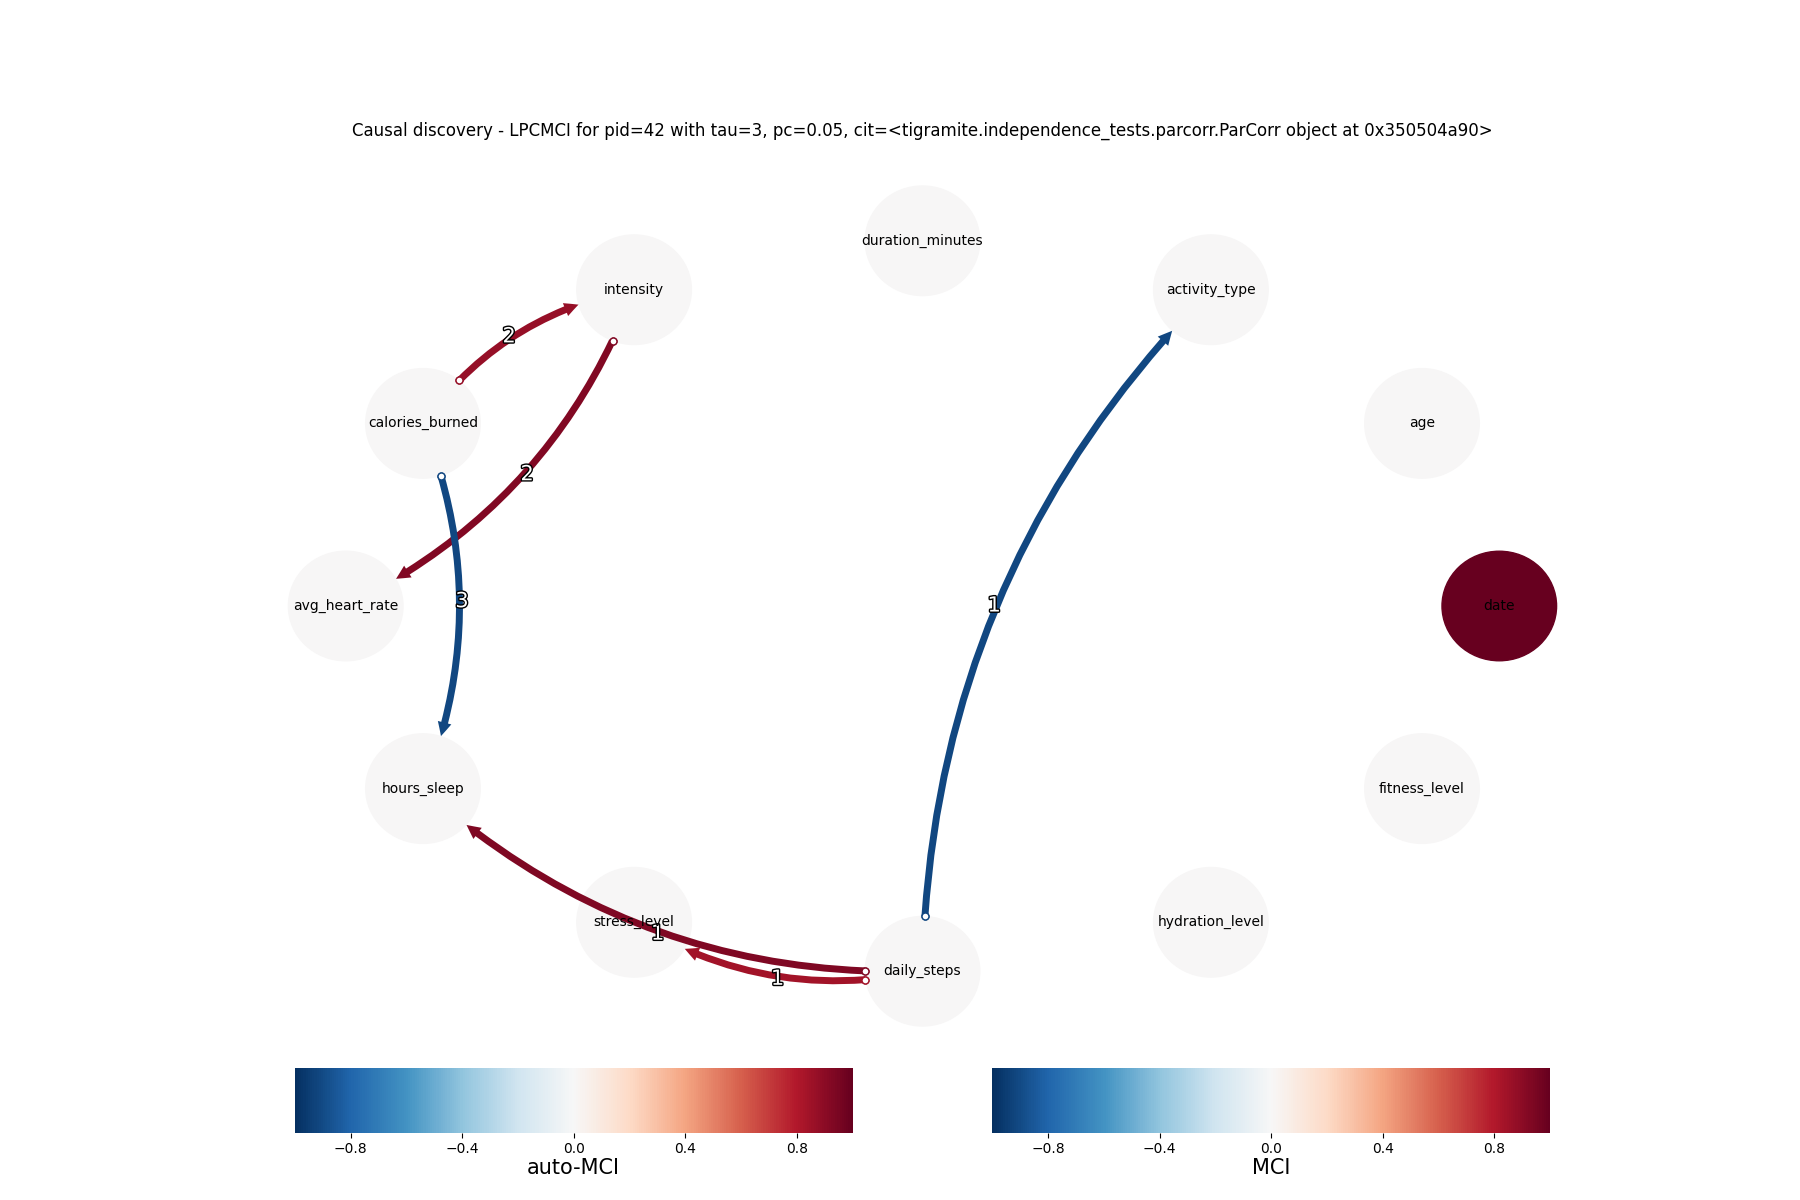 Causal discovery - LPCMCI for pid=42 with tau=3, pc=0.05, cit=<tigramite.independence_tests.parcorr.ParCorr object at 0x350504a90>
duration_minutes
intensity
activity_type
2
calories_burned
age
2
avg_heart_rate
3
1
date
hours_sleep
fitness_level
stress_level
1
hydration_level
daily_steps
1
−0.8 −0.4 0.0 0.4 0.8
auto-MCI
−0.8 −0.4 0.0 0.4 0.8
MCI